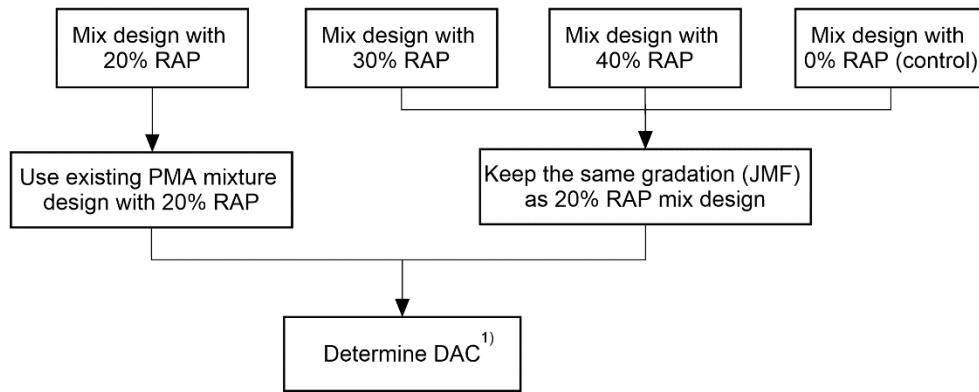 Mix design with
20% RAP
Mix design with
30% RAP
Mix design with
40% RAP
Mix design with
0% RAP (control)
Use existing PMA mixture
design with 20% RAP
Keep the same gradation (JMF)
as 20% RAP mix design
Determine DAC 1)